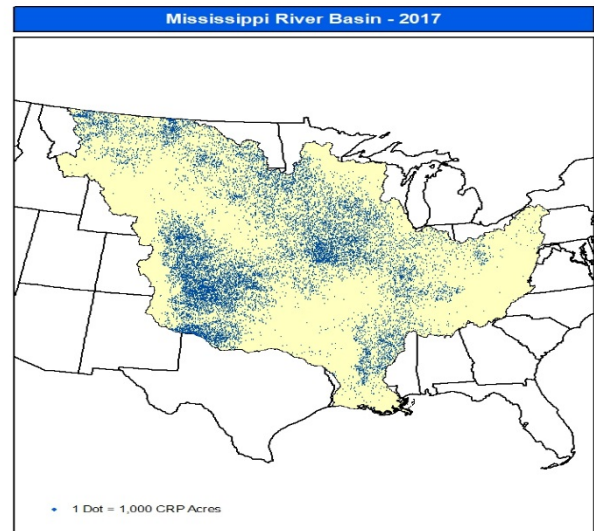 Mississippi River Basin - 2017
1 Dot = 1,000 CRP Acres